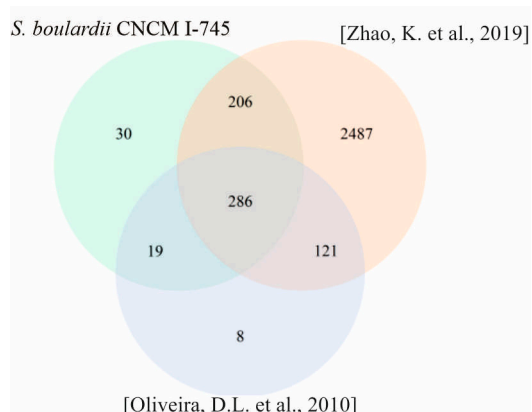 S. boulardii CNCM I-745
[Zhao, K. et al., 2019]
206
30
2487
286
19
121
8
[Oliveira, D.L. et al., 2010]